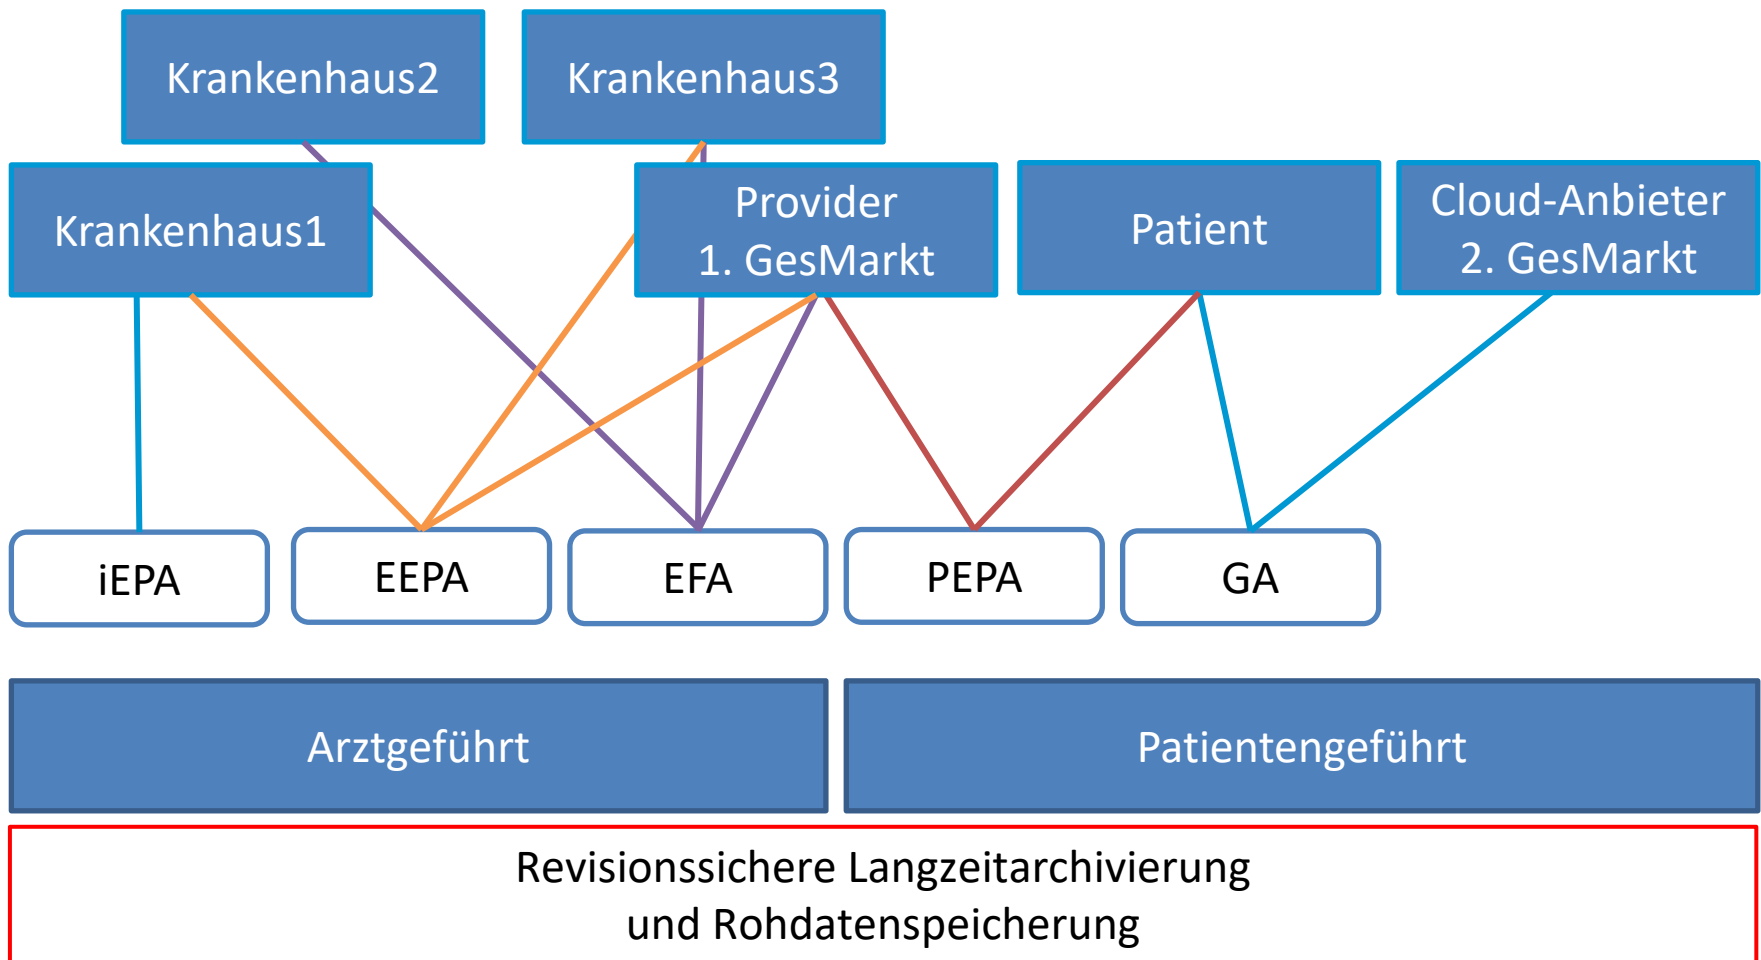 Krankenhaus2
Krankenhaus3
Krankenhaus1
Provider
1. GesMarkt
Patient
Cloud-Anbieter
2. GesMarkt
iEPA
EEPA
EFA
PEPA
GA
Arztgeführt
Patientengeführt
Revisionssichere Langzeitarchivierung
und Rohdatenspeicherung